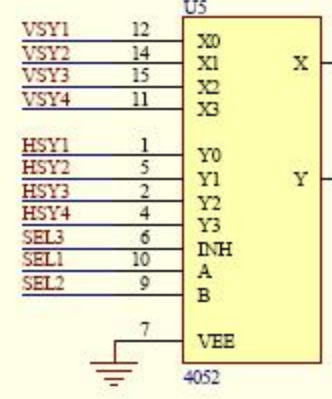 U5
VSY1 12 X0
VSY2 14 X1 X
VSY3 15 X2
VSY4 11 X3
HSY1 1 Y0
HSY2 5 Y1 Y
HSY3 2 Y2
HSY4 4 Y3
SEL3 6 INH
SEL1 10 A
SEL2 9 B
7 VEE
4052